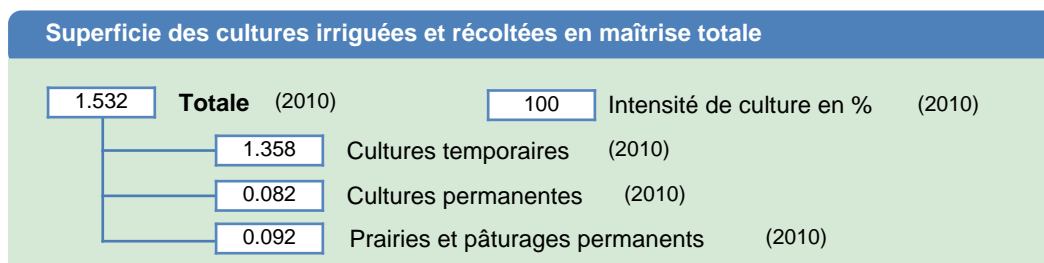 Superficie des cultures irriguées et récoltées en maîtrise totale
1.532 Totale (2010) 100 Intensité de culture en % (2010)
1.358 Cultures temporaires (2010)
0.082 Cultures permanentes (2010)
0.092 Prairies et pâturages permanents (2010)